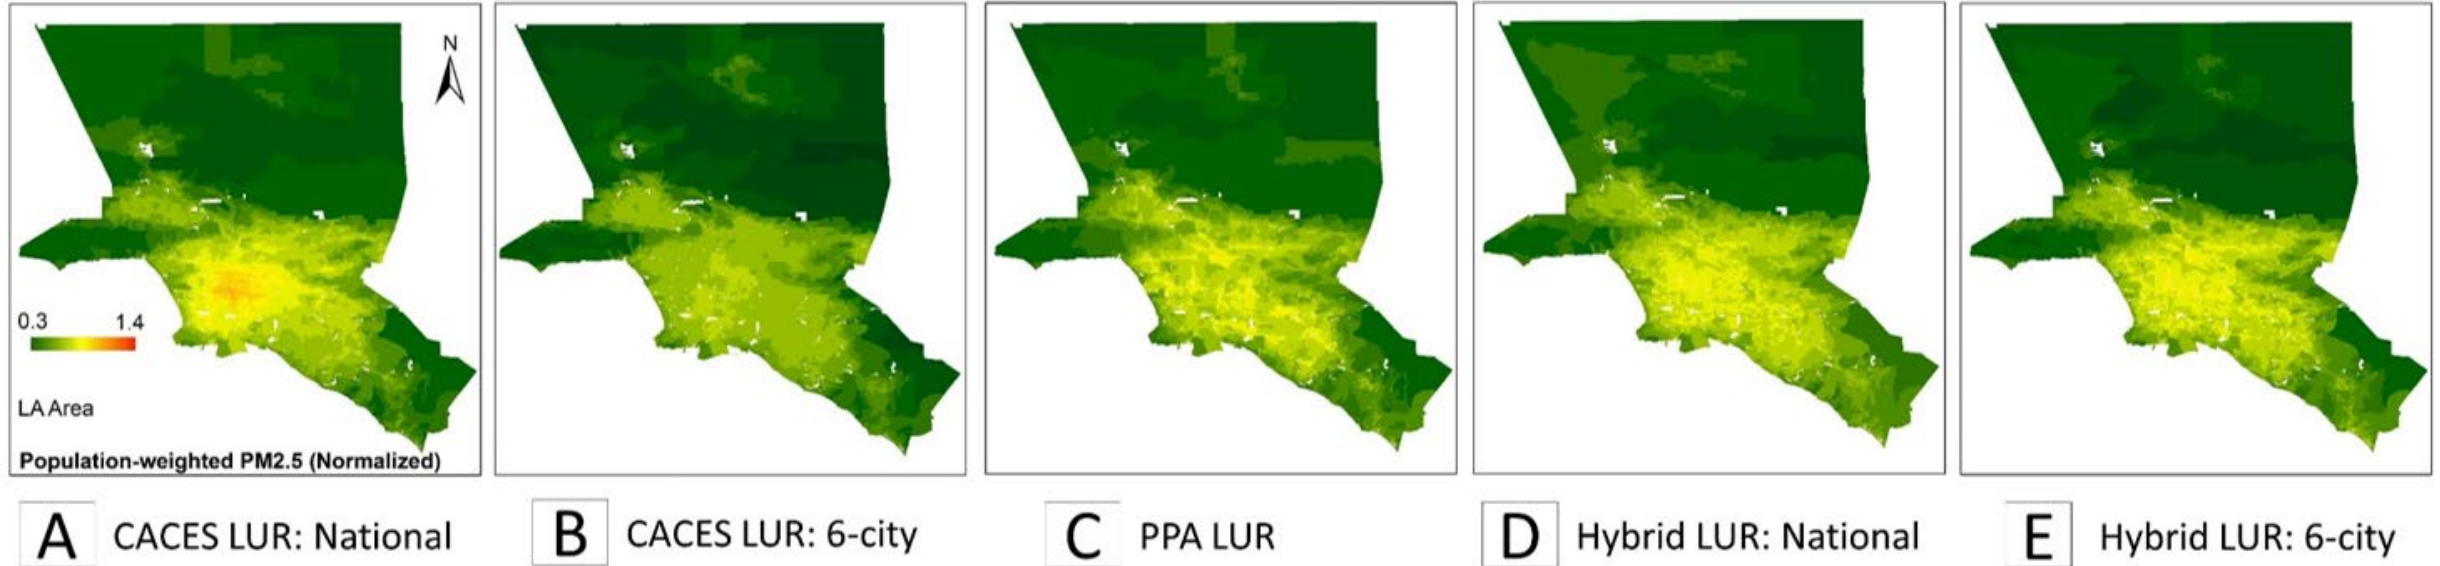 N
0.3 1.4
LA Area
Population-weighted PM2.5 (Normalized)
A CACES LUR: National
B CACES LUR: 6-city
C PPA LUR
D Hybrid LUR: National
E Hybrid LUR: 6-city